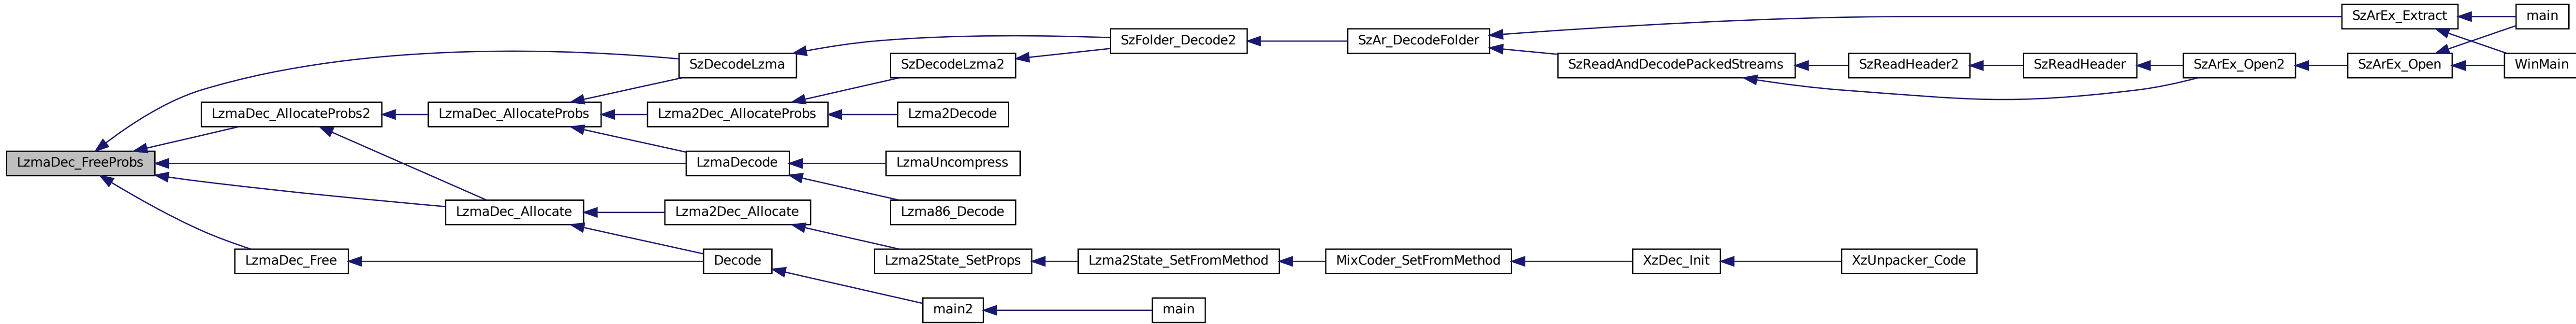 SzArEx_Extract
main
SzFolder_Decode2
SzAr_DecodeFolder
SzDecodeLzma
SzDecodeLzma2
SzReadAndDecodePackedStreams
SzReadHeader2
SzReadHeader
SzArEx_Open2
SzArEx_Open
WinMain
LzmaDec_AllocateProbs2
LzmaDec_AllocateProbs
Lzma2Dec_AllocateProbs
Lzma2Decode
LzmaDec_FreeProbs
LzmaDecode
LzmaUncompress
LzmaDec_Allocate
Lzma2Dec_Allocate
Lzma86_Decode
LzmaDec_Free
Decode
Lzma2State_SetProps
Lzma2State_SetFromMethod
MixCoder_SetFromMethod
XzDec_Init
XzUnpacker_Code
main2
main